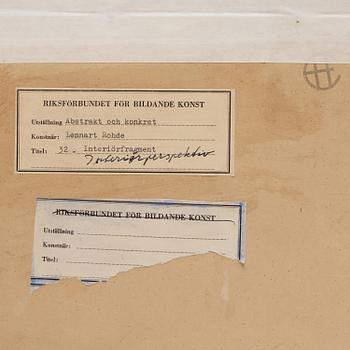 RIKSFÖRBUNDET FÖR BILDANDE KONST
Utställning Abstrakt och konkret
Konstnär: Lennart Rohde
Titel: 32. Interiörfragment
Interiörperspektiv
RIKSFÖRBUNDET FÖR BILDANDE KONST
Utställning
Konstnär:
Titel: